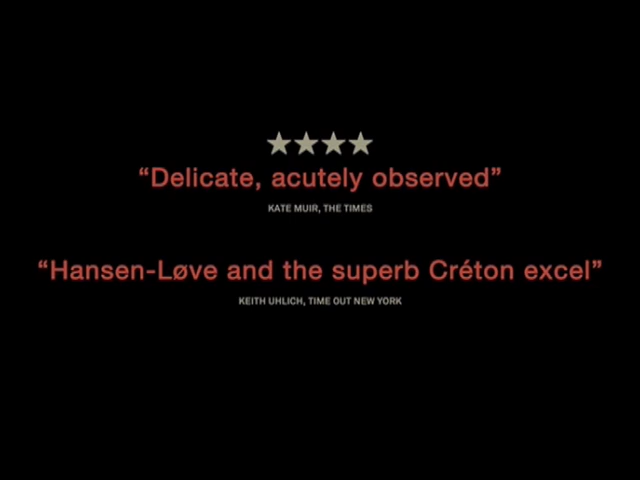 “Delicate, acutely observed”
KATE MUIR, THE TIMES
“Hansen-Løve and the superb Créton excel”
KEITH UHLICH, TIME OUT NEW YORK